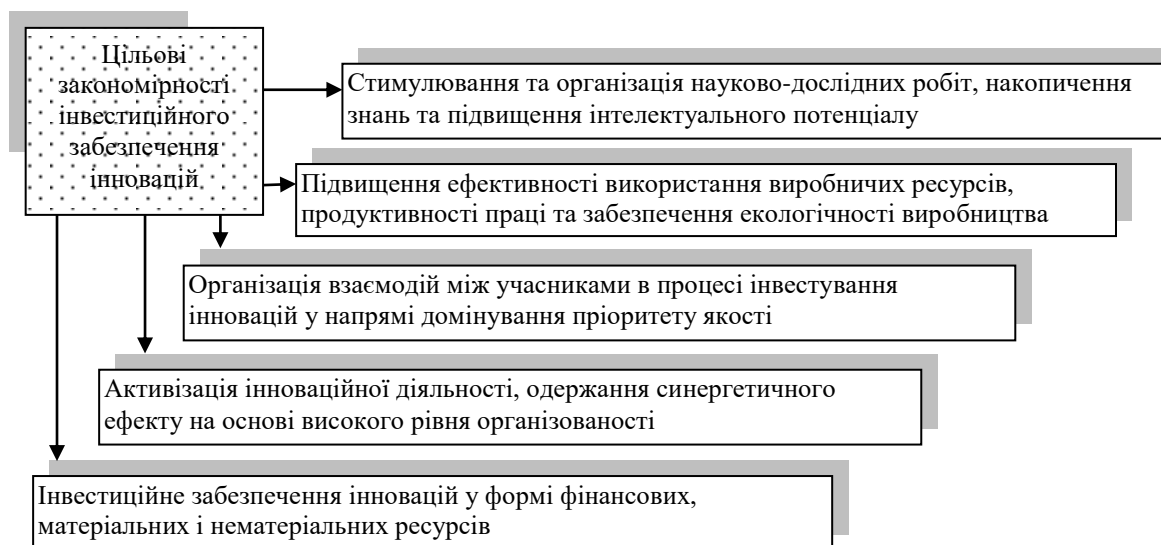 Цільові
закономірності
інвестиційного
забезпечення
інновацій
Стимулювання та організація науково-дослідних робіт, накопичення
знань та підвищення інтелектуального потенціалу
Підвищення ефективності використання виробничих ресурсів,
продуктивності праці та забезпечення екологічності виробництва
Організація взаємодій між учасниками в процесі інвестування
інновацій у напрямі домінування пріоритету якості
Активізація інноваційної діяльності, одержання синергетичного
ефекту на основі високого рівня організованості
Інвестиційне забезпечення інновацій у формі фінансових,
матеріальних і нематеріальних ресурсів